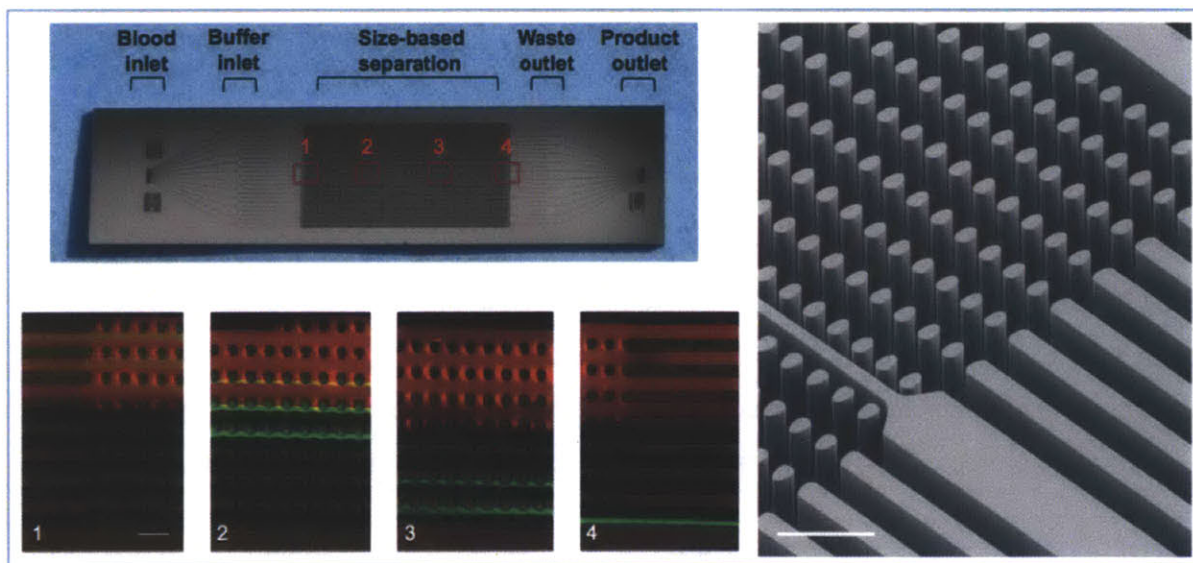 Blood Buffer Size-based Waste Product
inlet inlet separation outlet outlet
1 2 3 4
1 2 3 4